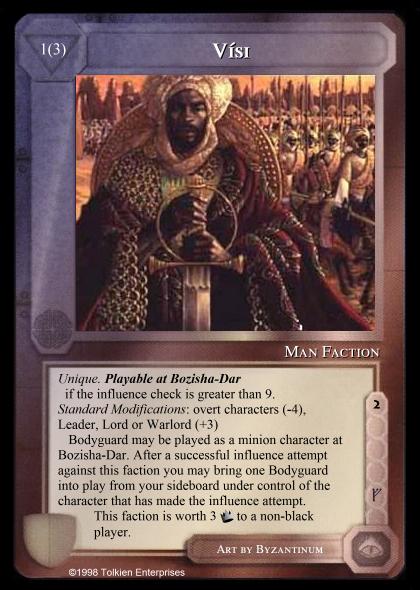 1(3)
Vísi
Man Faction
Unique. Playable at Bozisha-Dar
if the influence check is greater than 9.
Standard Modifications: overt characters (-4),
Leader, Lord or Warlord (+3)
Bodyguard may be played as a minion character at
Bozisha-Dar. After a successful influence attempt
against this faction you may bring one Bodyguard
into play from your sideboard under control of the
character that has made the influence attempt.
This faction is worth 3 to a non-black
player.
2
ᚠ
Art by Byzantinum
©1998 Tolkien Enterprises